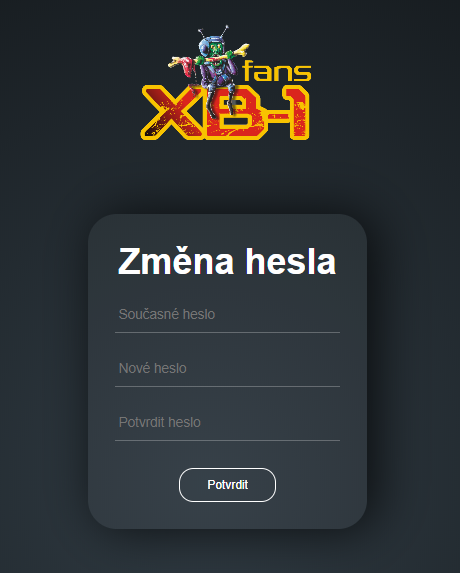 fans
XB-1
Změna hesla
Současné heslo
Nové heslo
Potvrdit heslo
Potvrdit